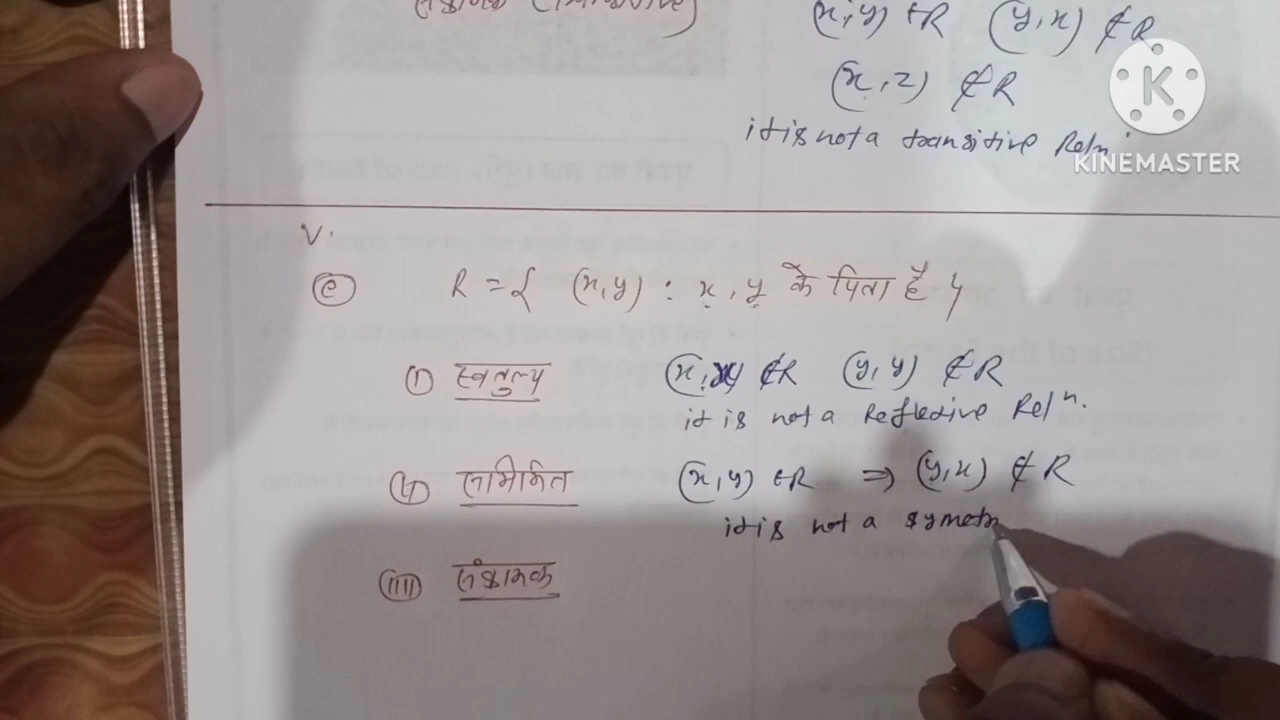 (x,y) ∈ R (y,x) ∉ R
(x,z) ∉ R
it is not a transitive Reln.
KINEMASTER
V.
(e) R = { (x,y) : x, y के पिता है }
(i) स्वतुल्य (x,x) ∉ R (y,y) ∉ R
it is not a Reflexive Relⁿ.
(ii) सममित (x,y) ∈ R ⇒ (y,x) ∉ R
it is not a symetr
(iii) संक्रामक